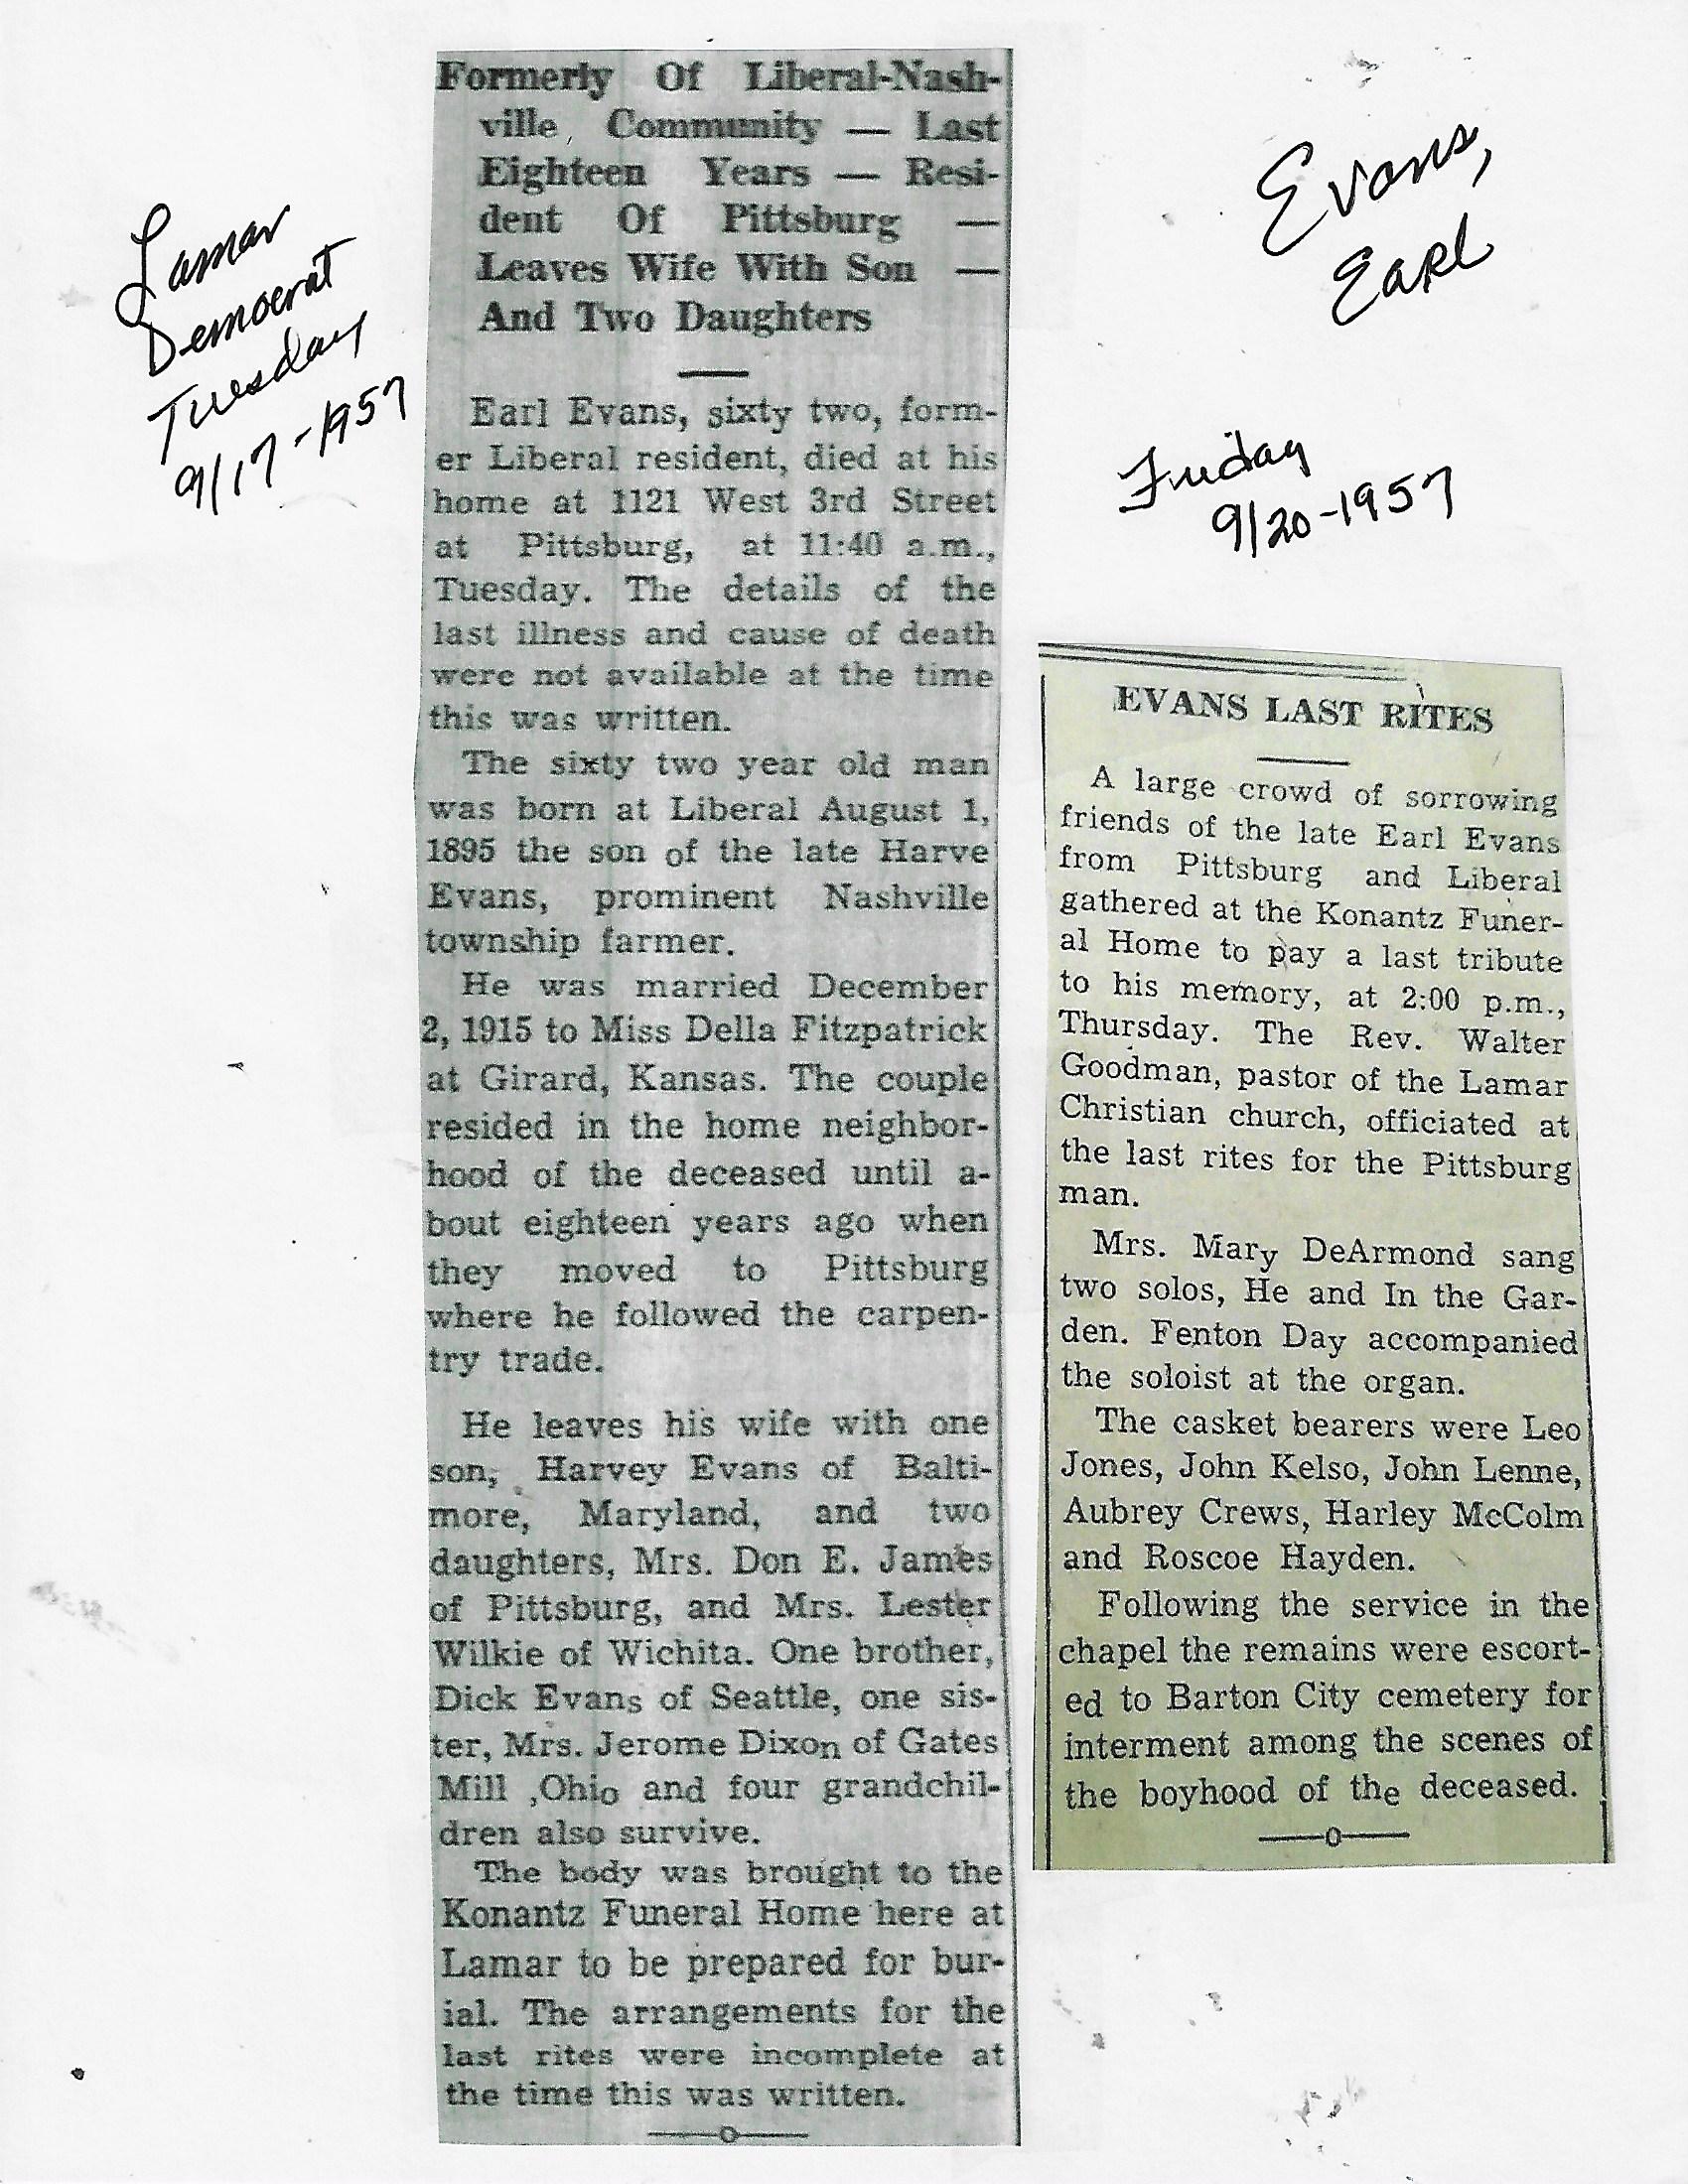 Lamar
Democrat
Tuesday
9/17-1957
Formerly Of Liberal-Nash-
ville, Community — Last
Eighteen Years — Resi-
dent Of Pittsburg —
Leaves Wife With Son —
And Two Daughters
Earl Evans, sixty two, form-
er Liberal resident, died at his
home at 1121 West 3rd Street
at Pittsburg, at 11:40 a.m.,
Tuesday. The details of the
last illness and cause of death
were not available at the time
this was written.
The sixty two year old man
was born at Liberal August 1,
1895 the son of the late Harve
Evans, prominent Nashville
township farmer.
He was married December
2, 1915 to Miss Della Fitzpatrick
at Girard, Kansas. The couple
resided in the home neighbor-
hood of the deceased until a-
bout eighteen years ago when
they moved to Pittsburg
where he followed the carpen-
try trade.
He leaves his wife with one
son, Harvey Evans of Balti-
more, Maryland, and two
daughters, Mrs. Don E. James
of Pittsburg, and Mrs. Lester
Wilkie of Wichita. One brother,
Dick Evans of Seattle, one sis-
ter, Mrs. Jerome Dixon of Gates
Mill ,Ohio and four grandchil-
dren also survive.
The body was brought to the
Konantz Funeral Home here at
Lamar to be prepared for bur-
ial. The arrangements for the
last rites were incomplete at
the time this was written.
Evans,
Earl
Friday
9/20-1957
EVANS LAST RITES
A large crowd of sorrowing
friends of the late Earl Evans
from Pittsburg and Liberal
gathered at the Konantz Funer-
al Home to pay a last tribute
to his memory, at 2:00 p.m.,
Thursday. The Rev. Walter
Goodman, pastor of the Lamar
Christian church, officiated at
the last rites for the Pittsburg
man.
Mrs. Mary DeArmond sang
two solos, He and In the Gar-
den. Fenton Day accompanied
the soloist at the organ.
The casket bearers were Leo
Jones, John Kelso, John Lenne,
Aubrey Crews, Harley McColm
and Roscoe Hayden.
Following the service in the
chapel the remains were escort-
ed to Barton City cemetery for
interment among the scenes of
the boyhood of the deceased.